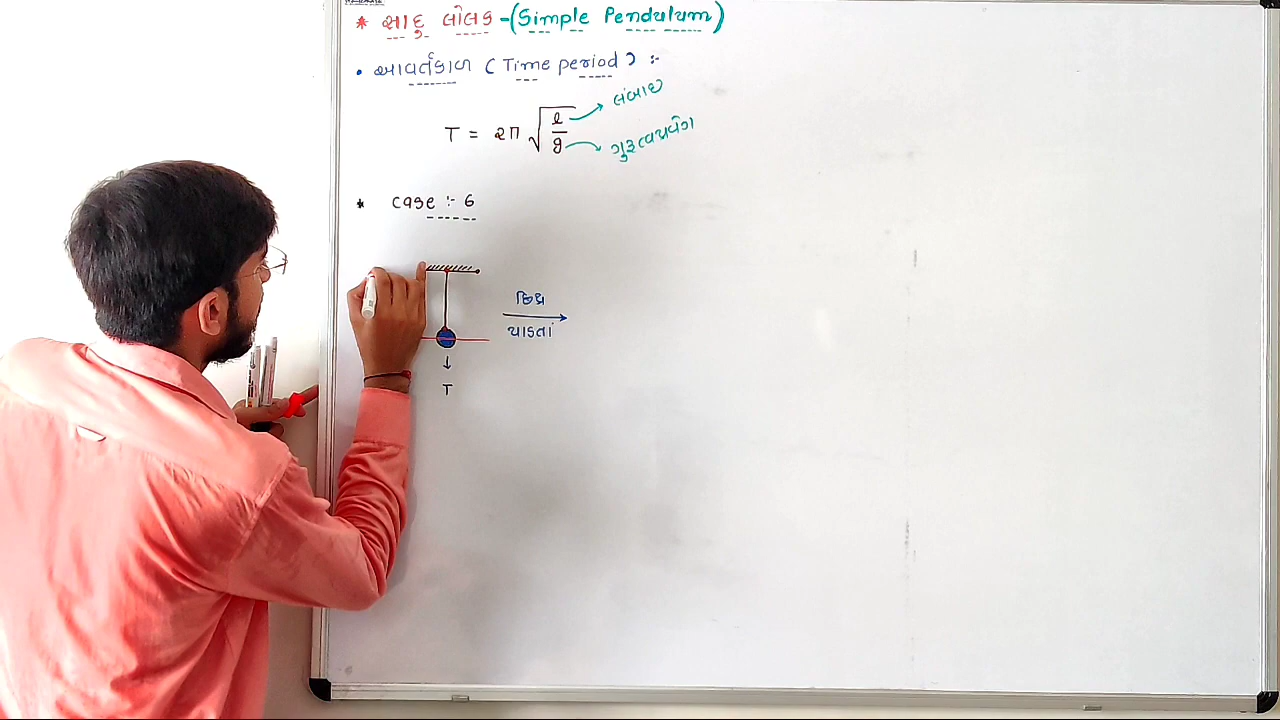 * સાદુ લોલક -(Simple Pendulum)
• આવર્તકાળ ( Time period ) :-
લંબાઈ
T = 2π √ l / g
ગુરુત્વપ્રવેગ
* case :- 6
છિદ્ર
પાડતાં
T